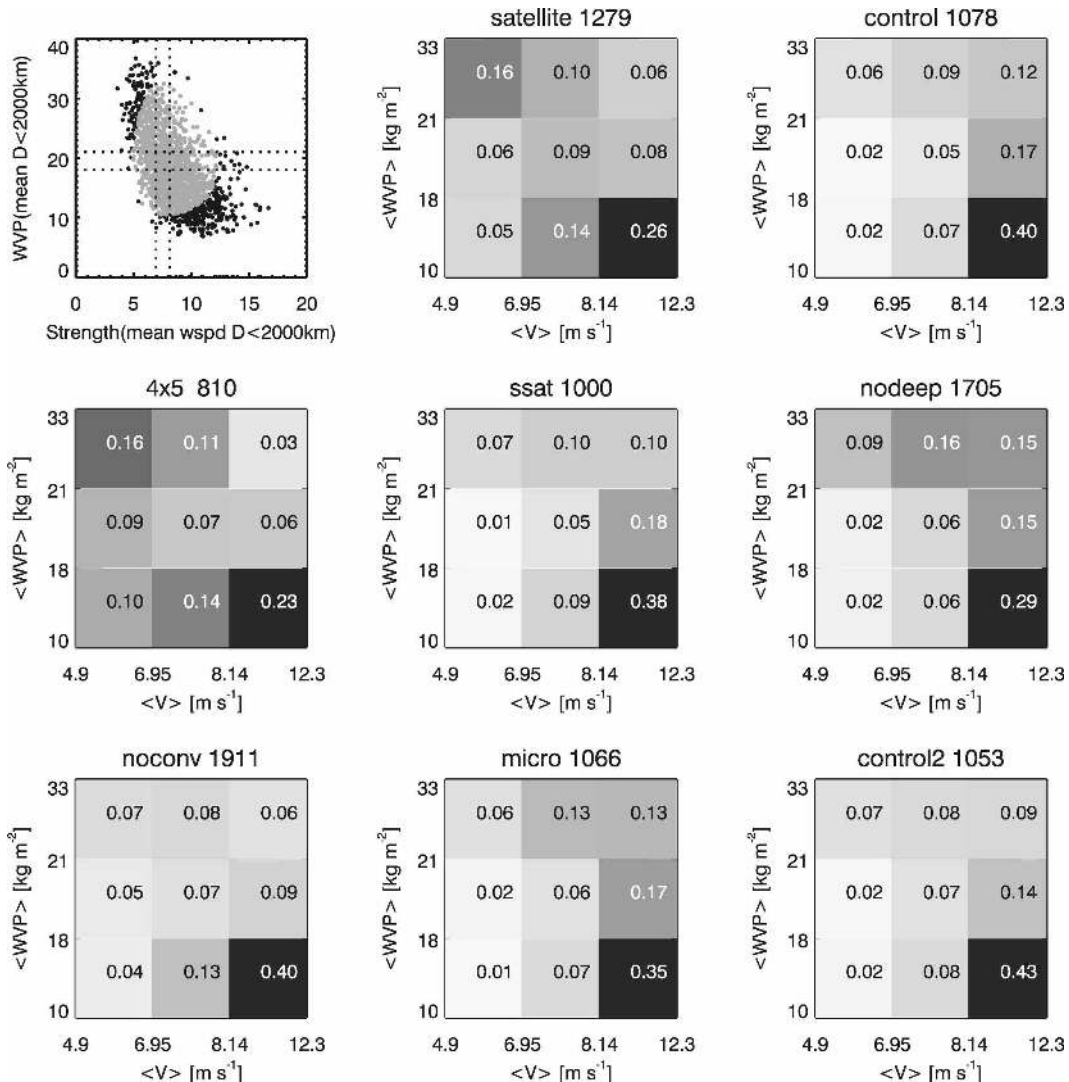 satellite 1279
control 1078
40
30
20
10
0
WVP(mean D<2000km)
0 5 10 15 20
Strength(mean wspd D<2000km)
<WVP> [kg m-2]
33
21
18
10
0.16 0.10 0.06
0.06 0.09 0.08
0.05 0.14 0.26
4.9 6.95 8.14 12.3
<V> [m s-1]
<WVP> [kg m-2]
33
21
18
10
0.06 0.09 0.12
0.02 0.05 0.17
0.02 0.07 0.40
4.9 6.95 8.14 12.3
<V> [m s-1]
4x5 810
<WVP> [kg m-2]
33
21
18
10
0.16 0.11 0.03
0.09 0.07 0.06
0.10 0.14 0.23
4.9 6.95 8.14 12.3
<V> [m s-1]
ssat 1000
<WVP> [kg m-2]
33
21
18
10
0.07 0.10 0.10
0.01 0.05 0.18
0.02 0.09 0.38
4.9 6.95 8.14 12.3
<V> [m s-1]
nodeep 1705
<WVP> [kg m-2]
33
21
18
10
0.09 0.16 0.15
0.02 0.06 0.15
0.02 0.06 0.29
4.9 6.95 8.14 12.3
<V> [m s-1]
noconv 1911
<WVP> [kg m-2]
33
21
18
10
0.07 0.08 0.06
0.05 0.07 0.09
0.04 0.13 0.40
4.9 6.95 8.14 12.3
<V> [m s-1]
micro 1066
<WVP> [kg m-2]
33
21
18
10
0.06 0.13 0.13
0.02 0.06 0.17
0.01 0.07 0.35
4.9 6.95 8.14 12.3
<V> [m s-1]
control2 1053
<WVP> [kg m-2]
33
21
18
10
0.07 0.08 0.09
0.02 0.07 0.14
0.02 0.08 0.43
4.9 6.95 8.14 12.3
<V> [m s-1]